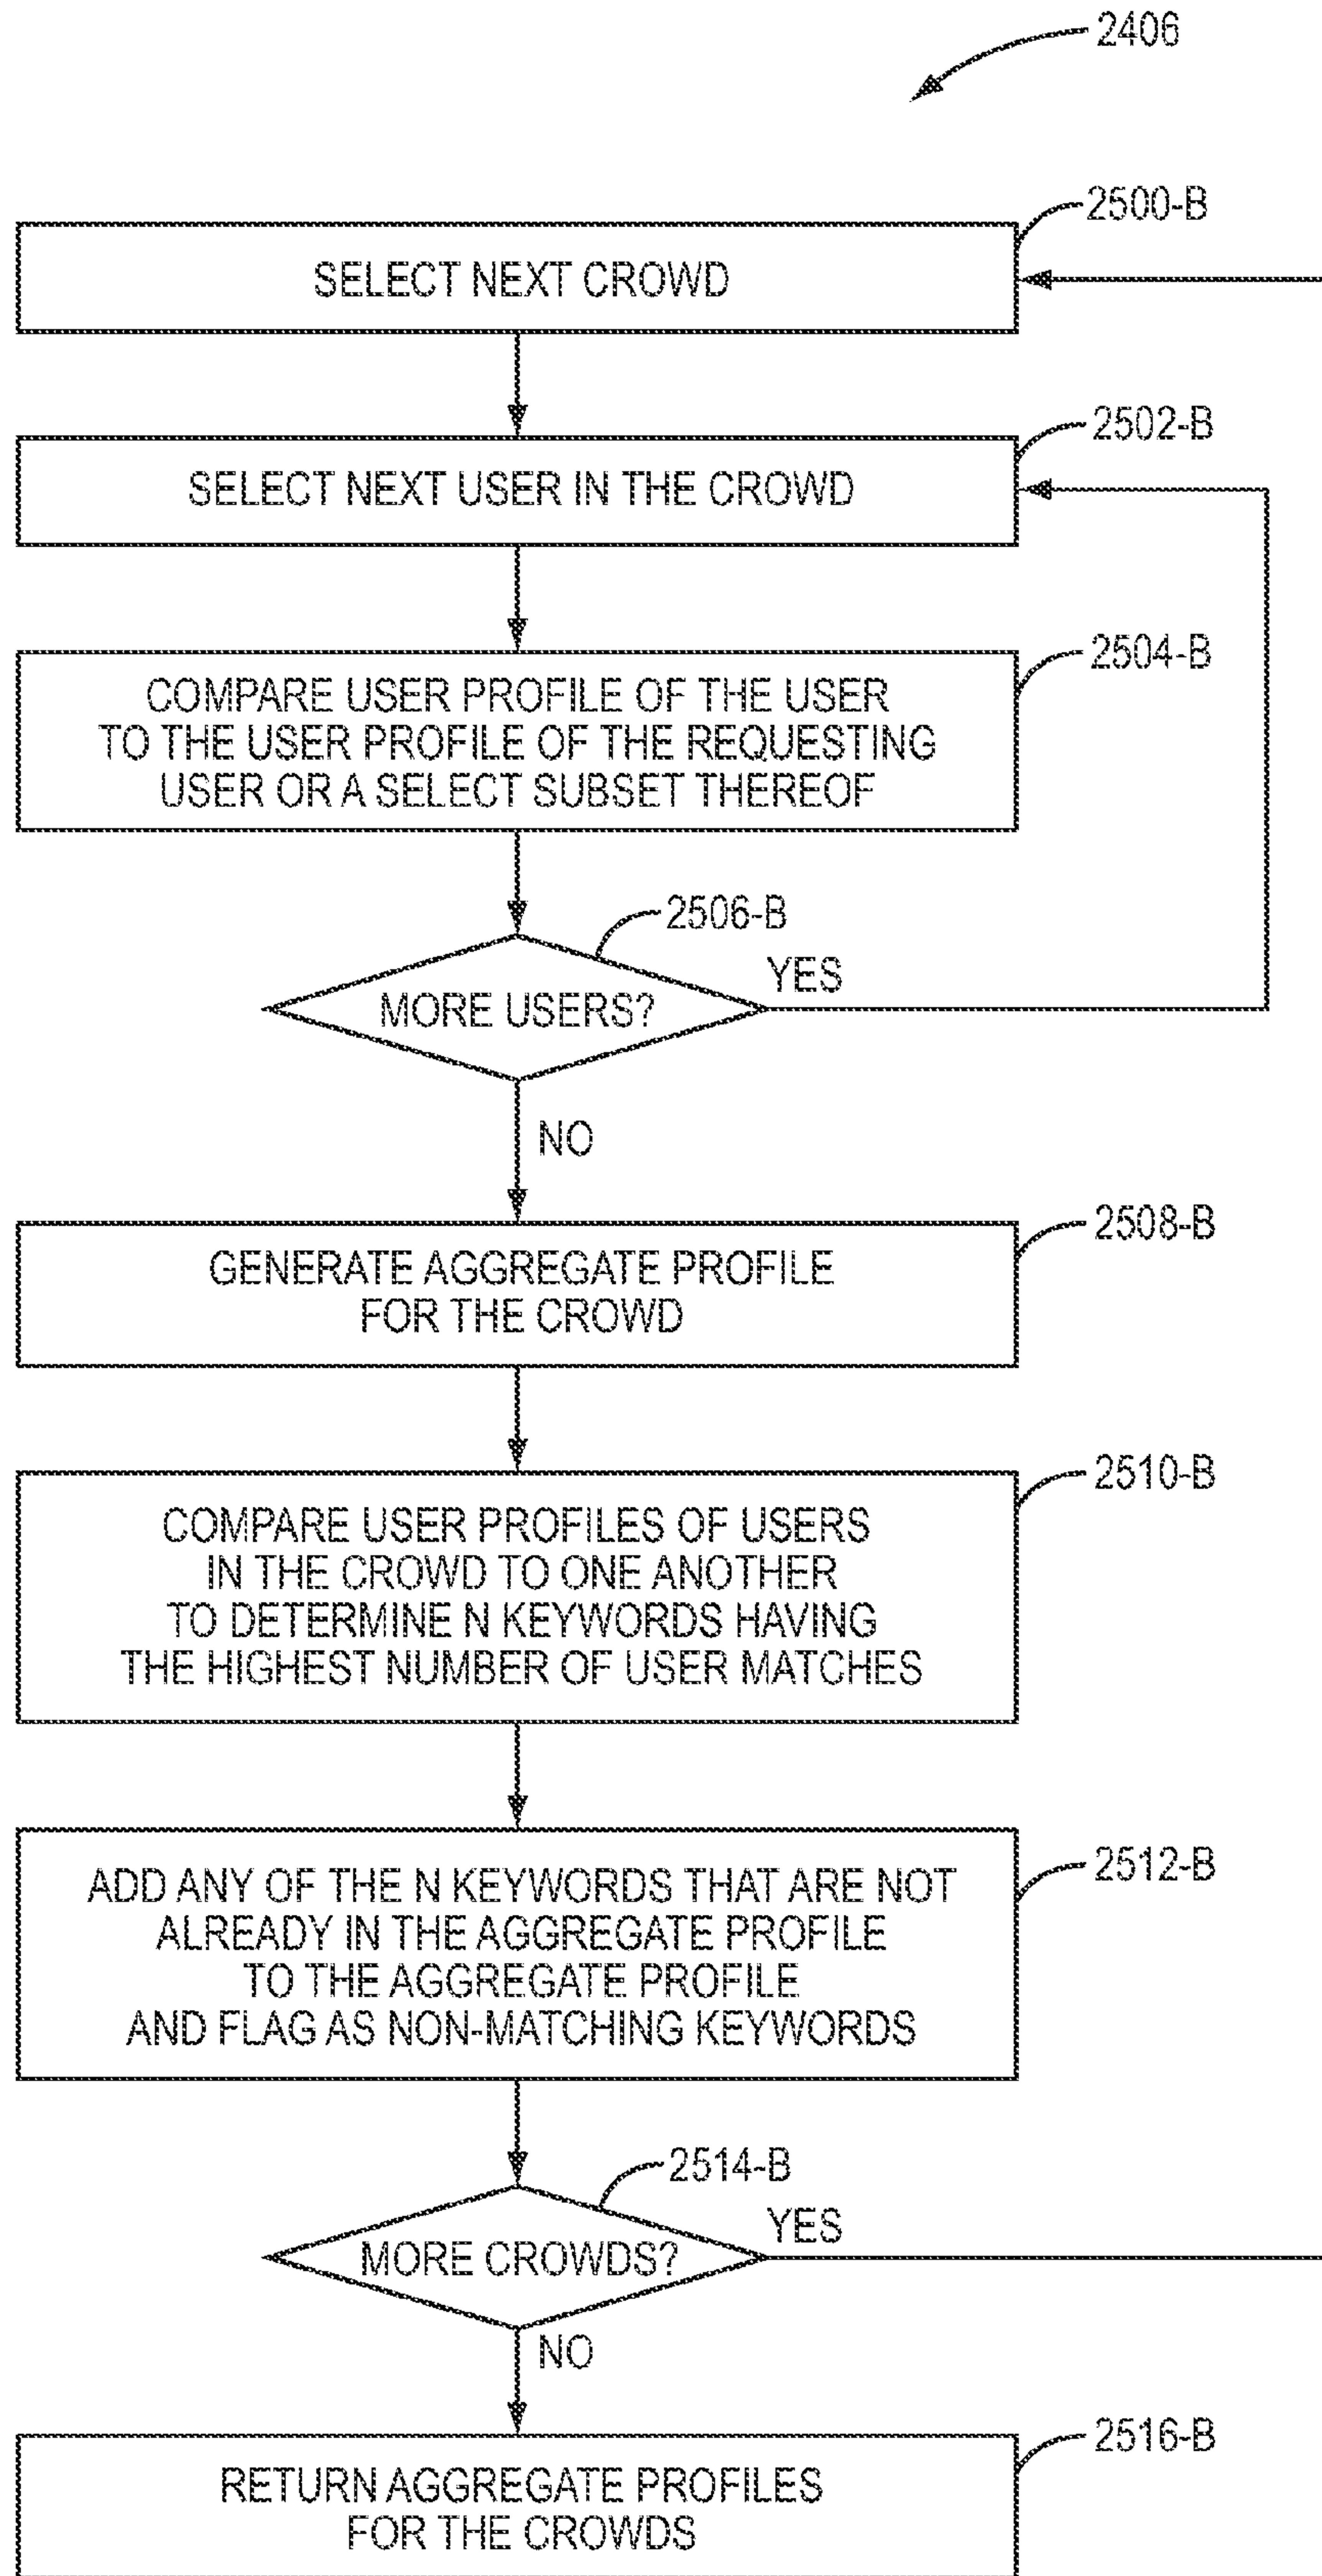 2406
2500-B
SELECT NEXT CROWD
2502-B
SELECT NEXT USER IN THE CROWD
2504-B
COMPARE USER PROFILE OF THE USER
TO THE USER PROFILE OF THE REQUESTING
USER OR A SELECT SUBSET THEREOF
2506-B
YES
MORE USERS?
NO
2508-B
GENERATE AGGREGATE PROFILE
FOR THE CROWD
2510-B
COMPARE USER PROFILES OF USERS
IN THE CROWD TO ONE ANOTHER
TO DETERMINE N KEYWORDS HAVING
THE HIGHEST NUMBER OF USER MATCHES
2512-B
ADD ANY OF THE N KEYWORDS THAT ARE NOT
ALREADY IN THE AGGREGATE PROFILE
TO THE AGGREGATE PROFILE
AND FLAG AS NON-MATCHING KEYWORDS
2514-B
YES
MORE CROWDS?
NO
2516-B
RETURN AGGREGATE PROFILES
FOR THE CROWDS